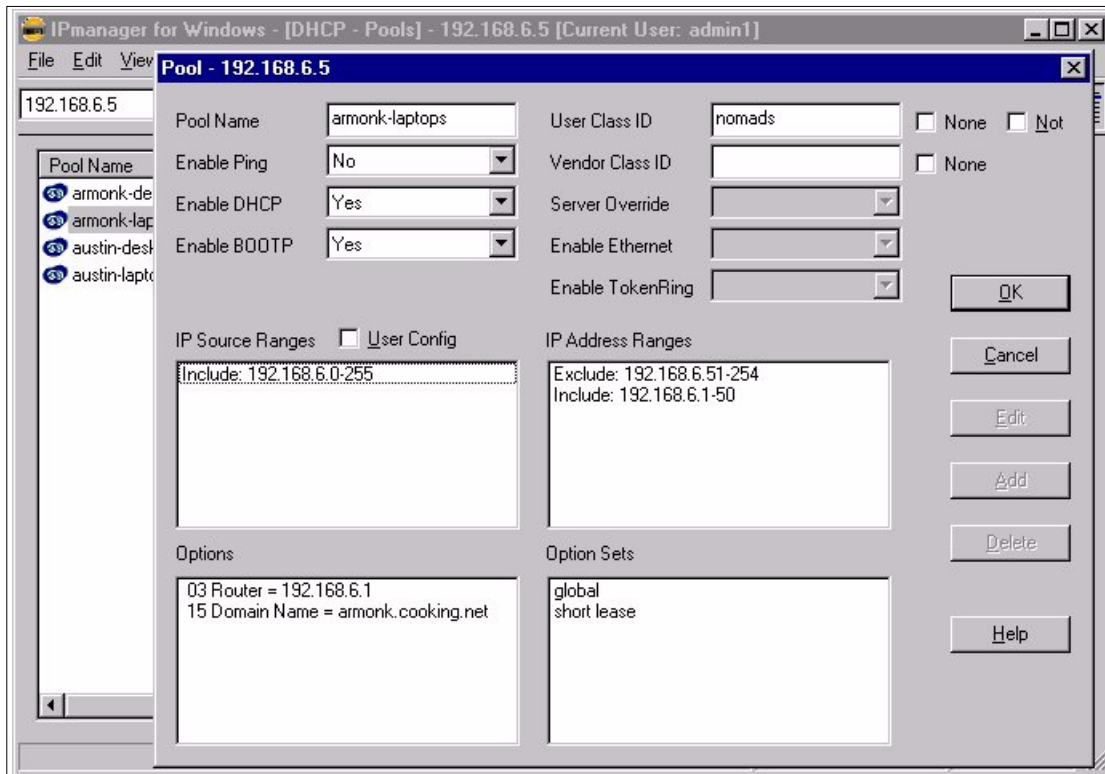 IPmanager for Windows - [DHCP - Pools] - 192.168.6.5 [Current User: admin1]
File Edit View
192.168.6.5
Pool Name
armonk-de
armonk-lap
austin-desk
austin-lapto
Pool - 192.168.6.5
Pool Name armonk-laptops User Class ID nomads None Not
Enable Ping No Vendor Class ID None
Enable DHCP Yes Server Override
Enable BOOTP Yes Enable Ethernet
Enable TokenRing
IP Source Ranges User Config IP Address Ranges
Include: 192.168.6.0-255
Exclude: 192.168.6.51-254
Include: 192.168.6.1-50
Options Option Sets
03 Router = 192.168.6.1
15 Domain Name = armonk.cooking.net
global
short lease
OK
Cancel
Edit
Add
Delete
Help